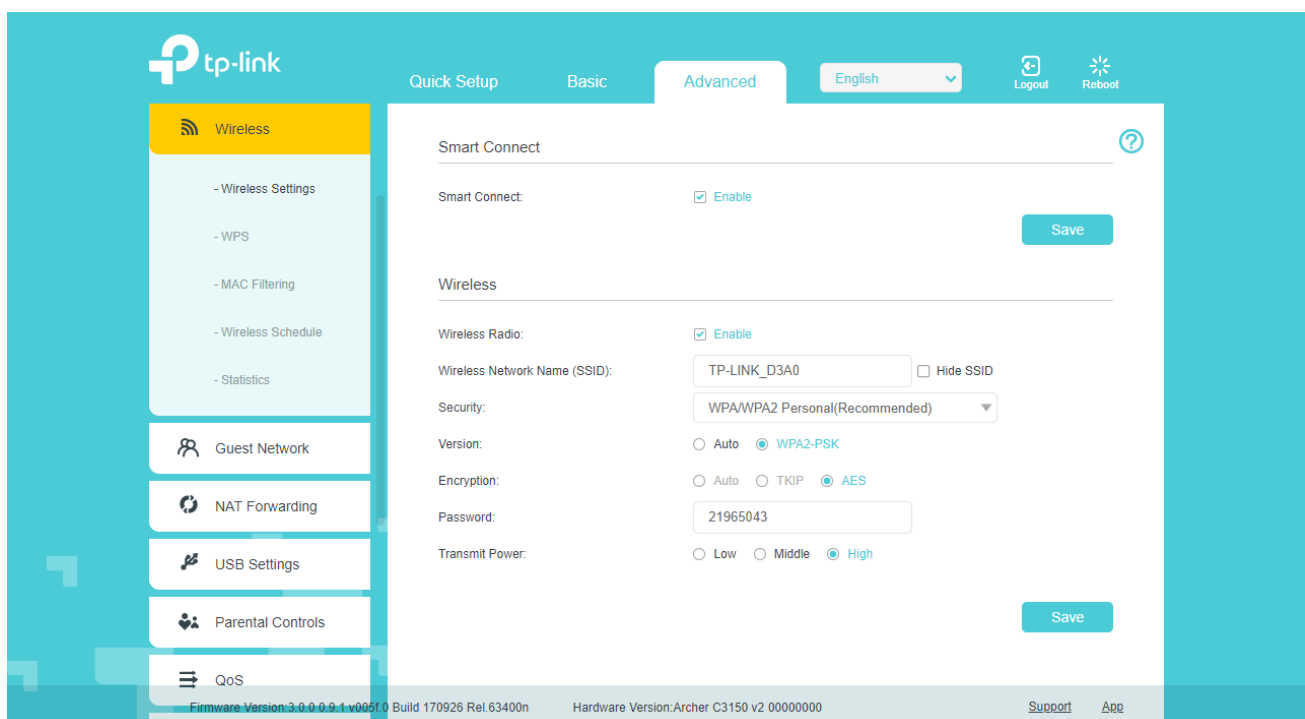 tp-link
Quick Setup Basic Advanced English Logout Reboot
Wireless
- Wireless Settings
- WPS
- MAC Filtering
- Wireless Schedule
- Statistics
Guest Network
NAT Forwarding
USB Settings
Parental Controls
QoS
Smart Connect
?
Smart Connect: Enable
Save
Wireless
Wireless Radio: Enable
Wireless Network Name (SSID): TP-LINK_D3A0 Hide SSID
Security: WPA/WPA2 Personal(Recommended)
Version: Auto WPA2-PSK
Encryption: Auto TKIP AES
Password: 21965043
Transmit Power: Low Middle High
Save
Firmware Version:3.0.0 0.9.1 v005f.0 Build 170926 Rel.63400n Hardware Version:Archer C3150 v2 00000000 Support App